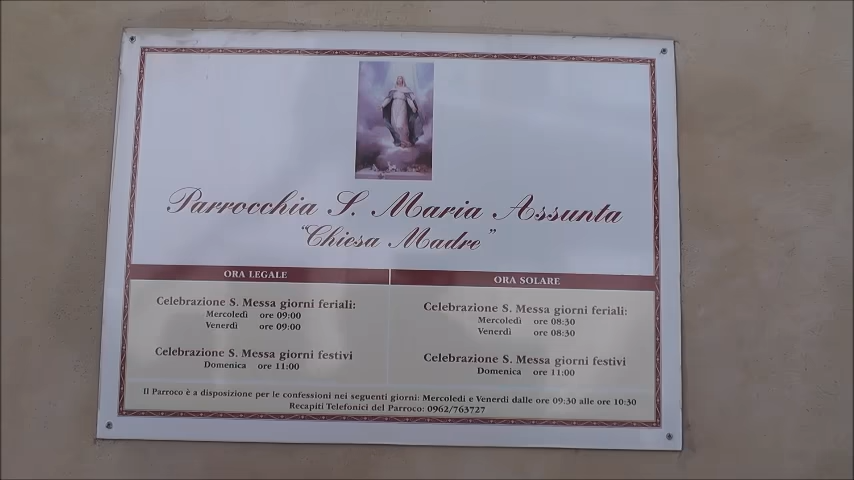 Parrocchia S. Maria Assunta
"Chiesa Madre"
ORA LEGALE
Celebrazione S. Messa giorni feriali:
Mercoledì ore 09:00
Venerdì ore 09:00
Celebrazione S. Messa giorni festivi
Domenica ore 11:00
ORA SOLARE
Celebrazione S. Messa giorni feriali:
Mercoledì ore 08:30
Venerdì ore 08:30
Celebrazione S. Messa giorni festivi
Domenica ore 11:00
Il Parroco è a disposizione per le confessioni nei seguenti giorni: Mercoledì e Venerdì dalle ore 09:30 alle ore 10:30
Recapiti Telefonici del Parroco: 0962/763727